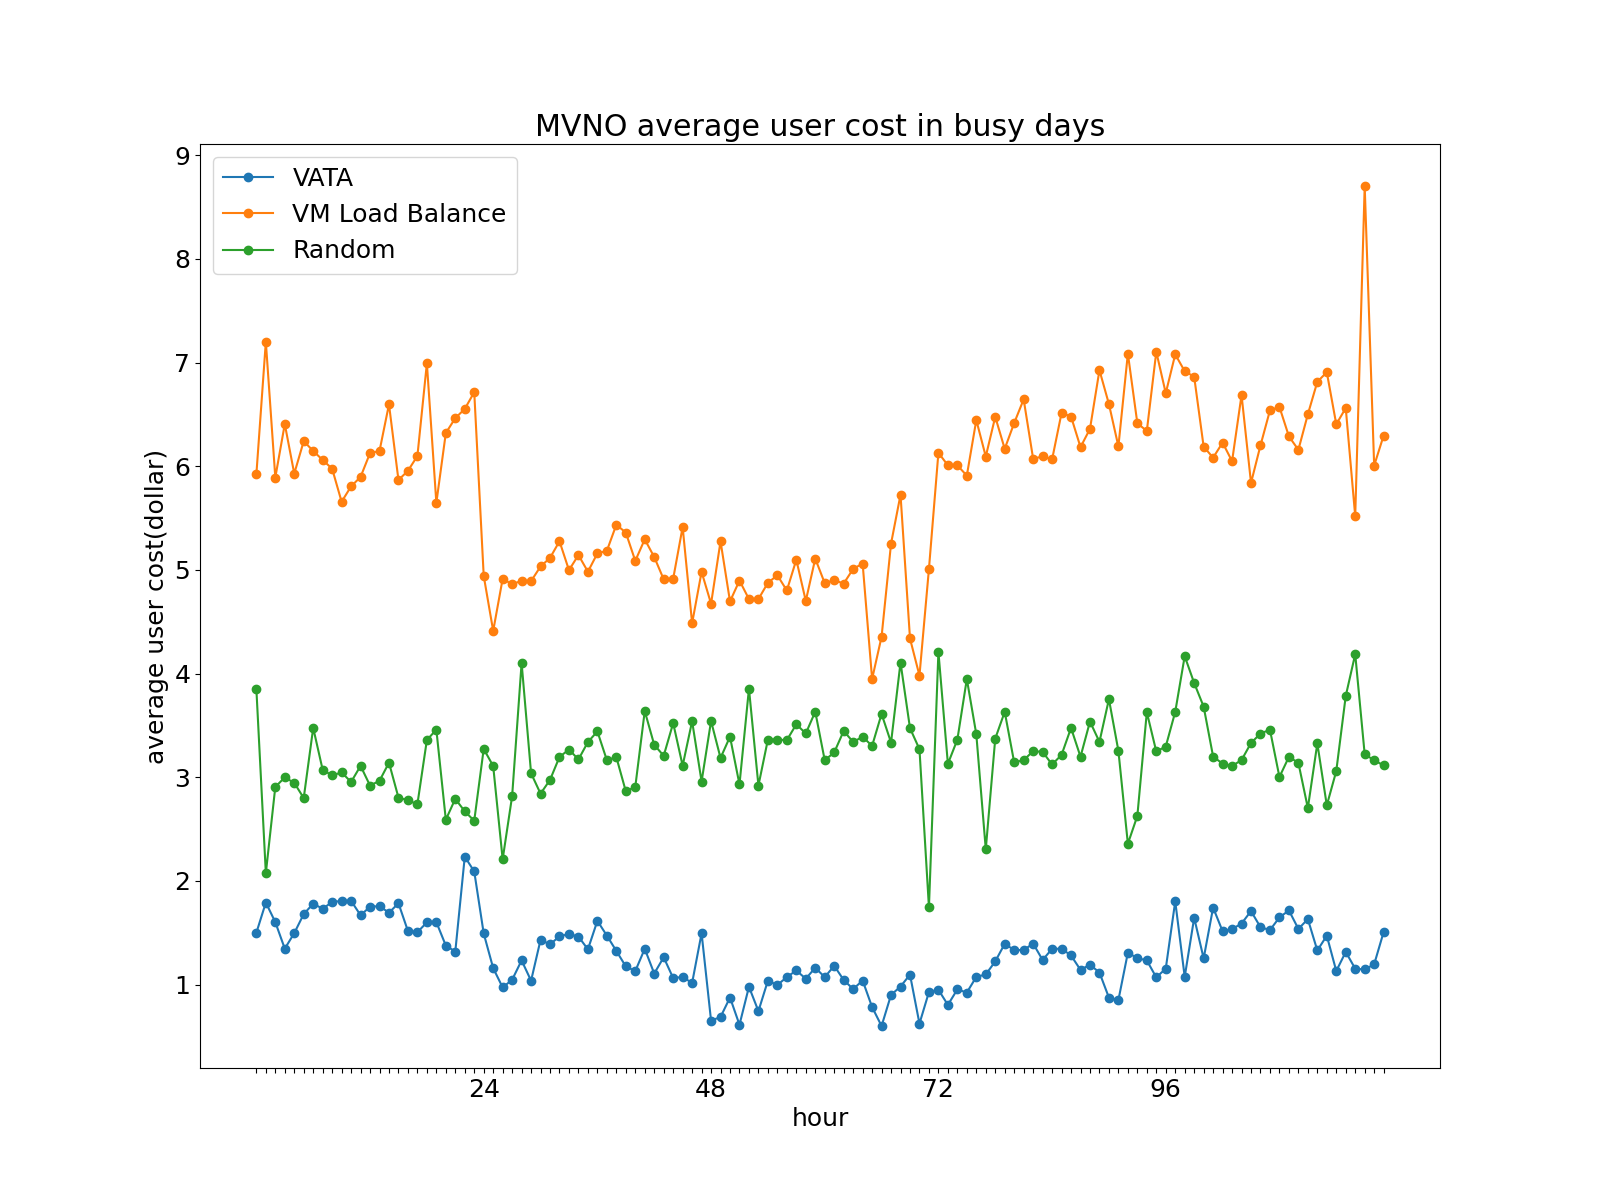 MVNO average user cost in busy days
VATA
VM Load Balance
Random
9
8
7
6
5
4
3
2
1
average user cost(dollar)
24 48 72 96
hour